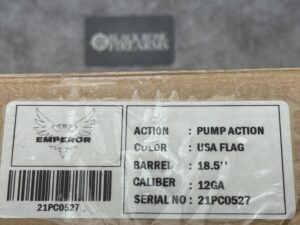 BLACK ROSE
FIREARMS
EMPEROR
21PC0527
ACTION : PUMP ACTION
COLOR : USA FLAG
BARREL : 18.5"
CALIBER : 12GA
SERIAL NO : 21PC0527